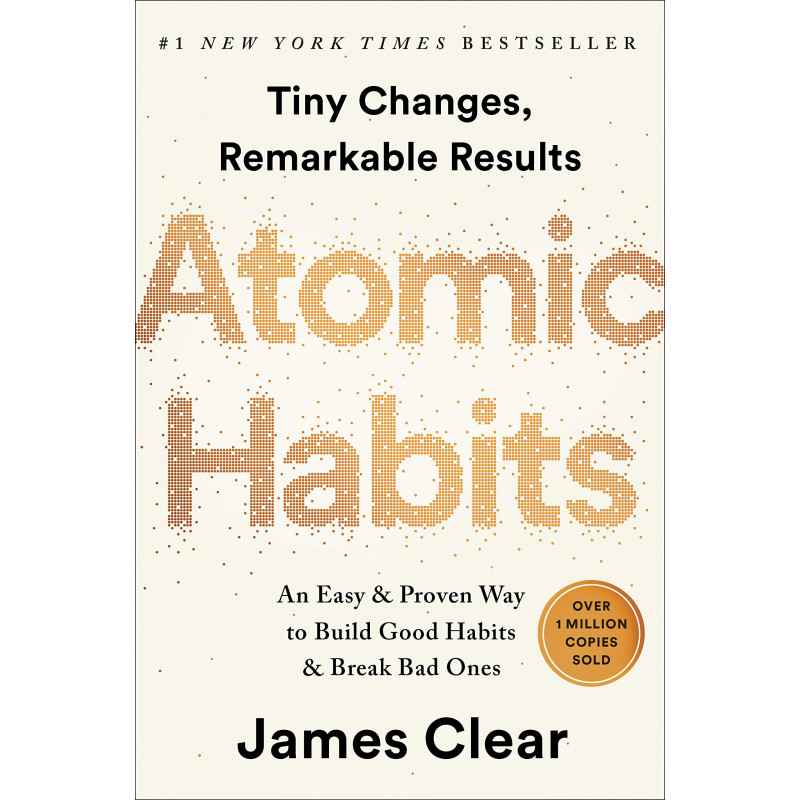 #1 NEW YORK TIMES BESTSELLER
Tiny Changes,
Remarkable Results
Atomic
Habits
An Easy & Proven Way
to Build Good Habits
& Break Bad Ones
OVER
1 MILLION
COPIES
SOLD
James Clear